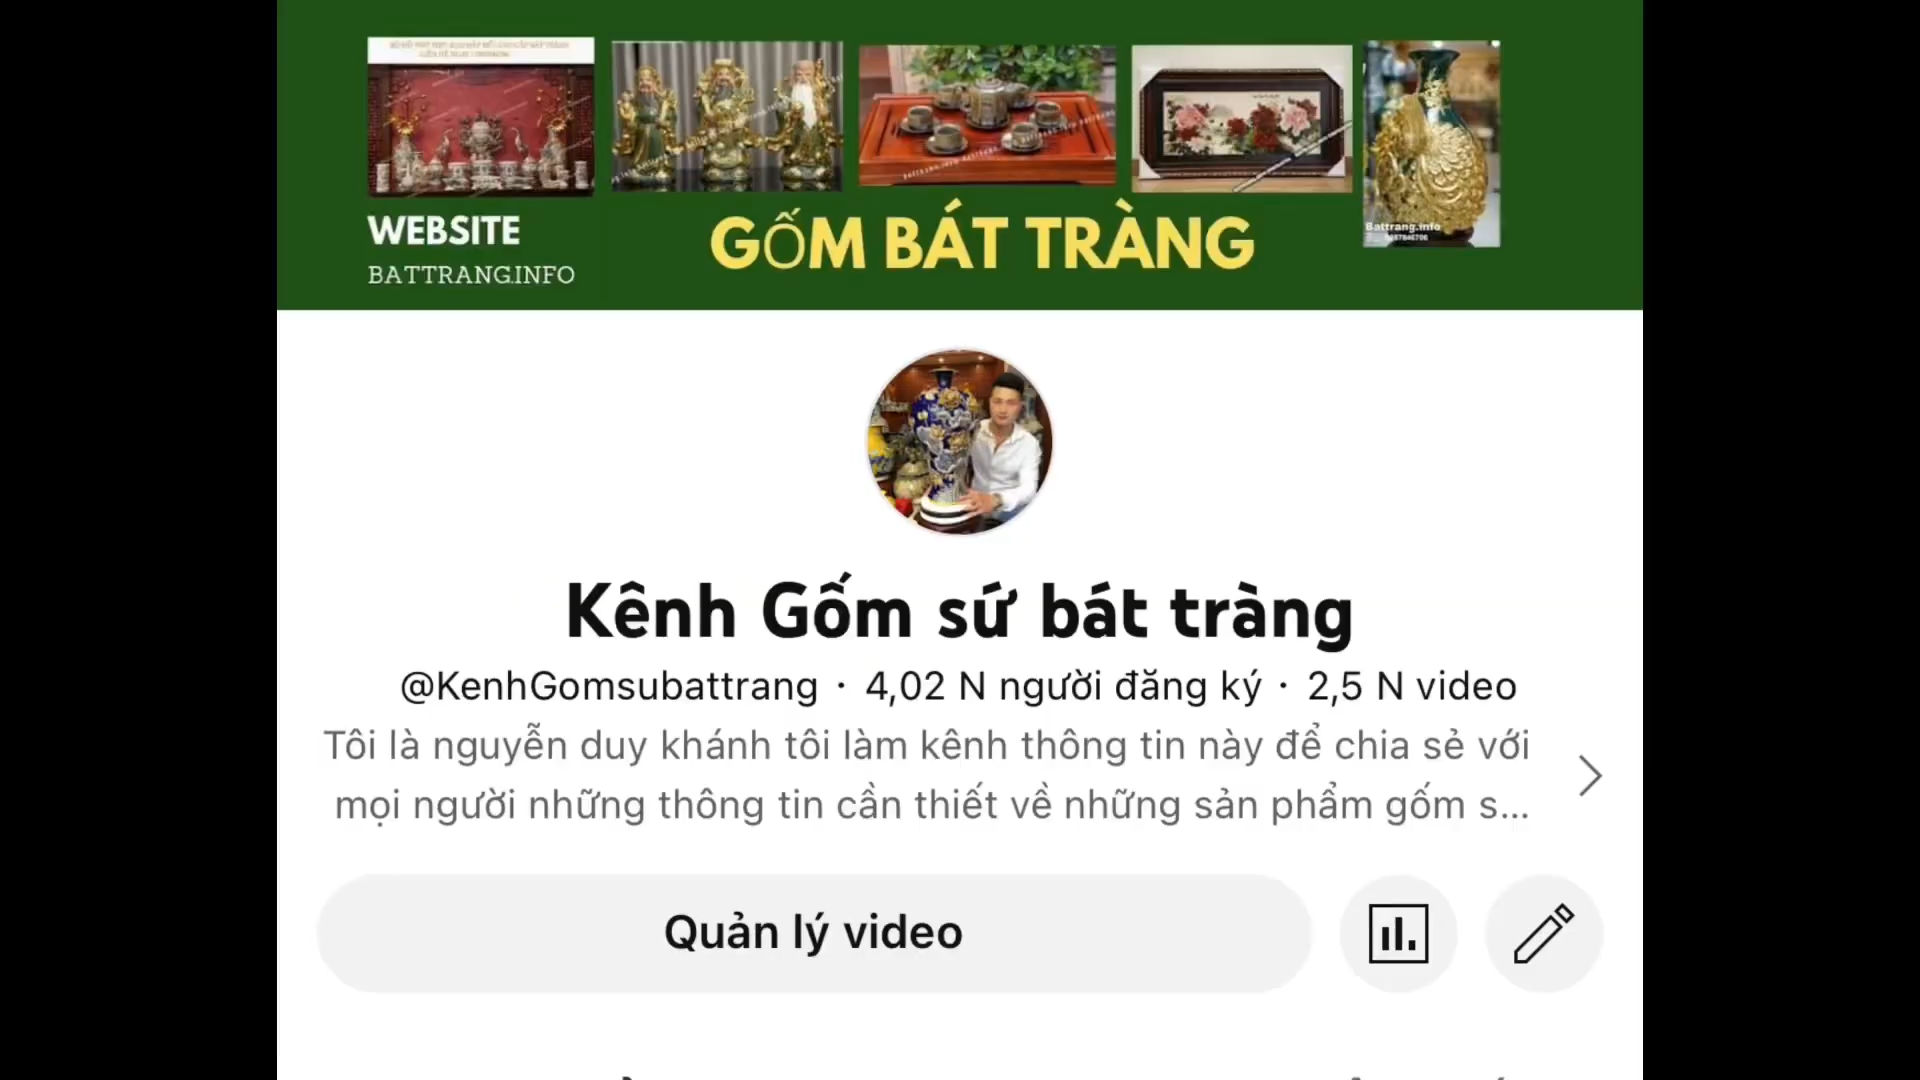 WEBSITE
BATTRANG.INFO
GỐM BÁT TRÀNG
Battrang.info
Kênh Gốm sứ bát tràng
@KenhGomsubattrang · 4,02 N người đăng ký · 2,5 N video
Tôi là nguyễn duy khánh tôi làm kênh thông tin này để chia sẻ với
mọi người những thông tin cần thiết về những sản phẩm gốm s...
Quản lý video